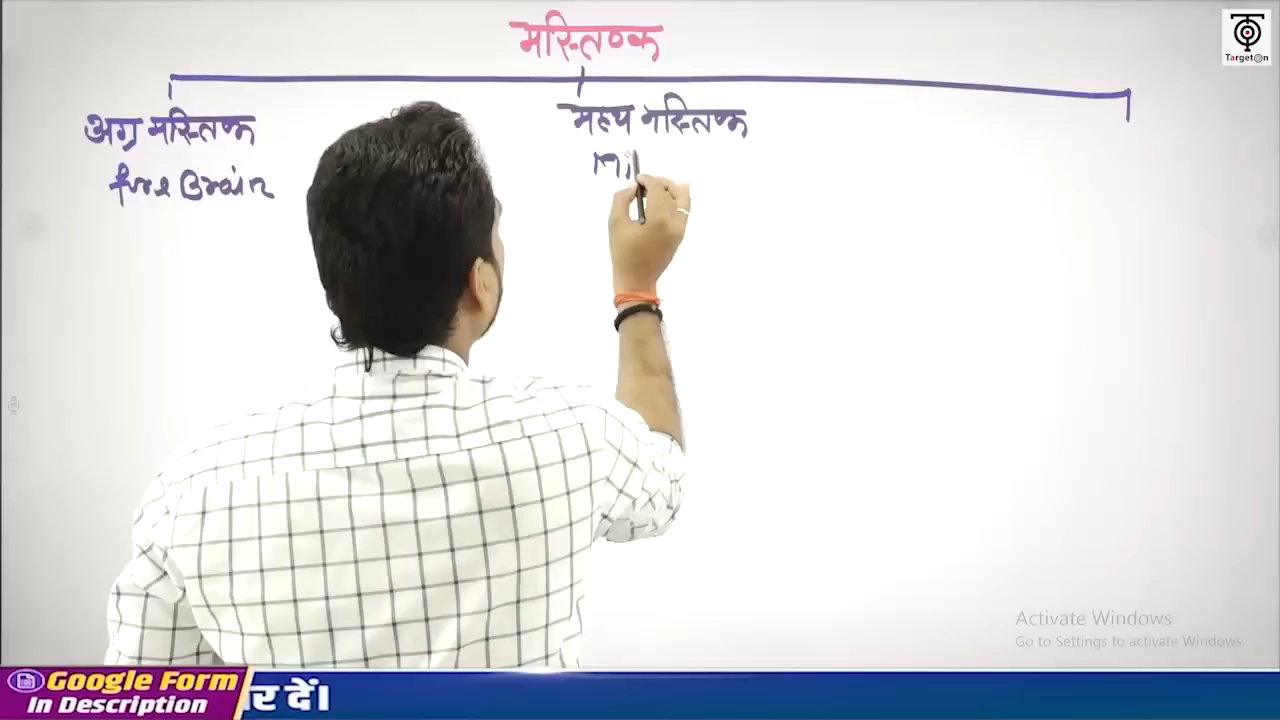 मस्तिष्क
अग्र मस्तिष्क
fore Brain
मध्य मस्तिष्क
Mi
TargetOn
Activate Windows
Go to Settings to activate Windows.
Google Form
In Description
र दें।